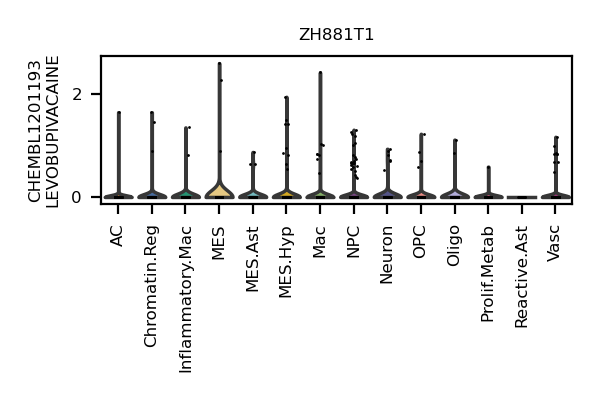 ZH881T1
CHEMBL1201193
LEVOBUPIVACAINE
2
0
AC
Chromatin.Reg
Inflammatory.Mac
MES
MES.Ast
MES.Hyp
Mac
NPC
Neuron
OPC
Oligo
Prolif.Metab
Reactive.Ast
Vasc